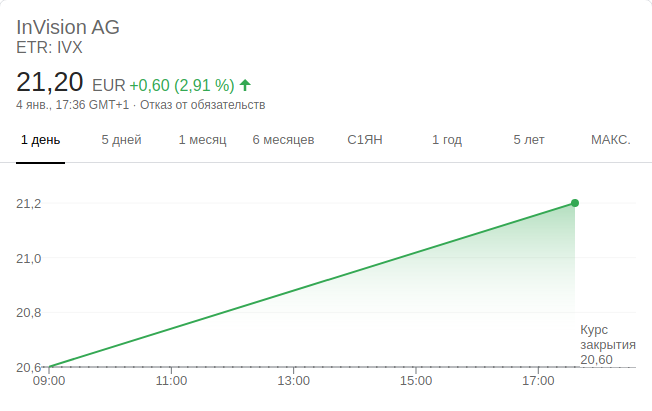 InVision AG
ETR: IVX
21,20 EUR +0,60 (2,91 %)
4 янв., 17:36 GMT+1 · Отказ от обязательств
1 день 5 дней 1 месяц 6 месяцев С1ЯН 1 год 5 лет МАКС.
21,2
21,0
20,8
Курс
закрытия
20,60
20,6
09:00 11:00 13:00 15:00 17:00